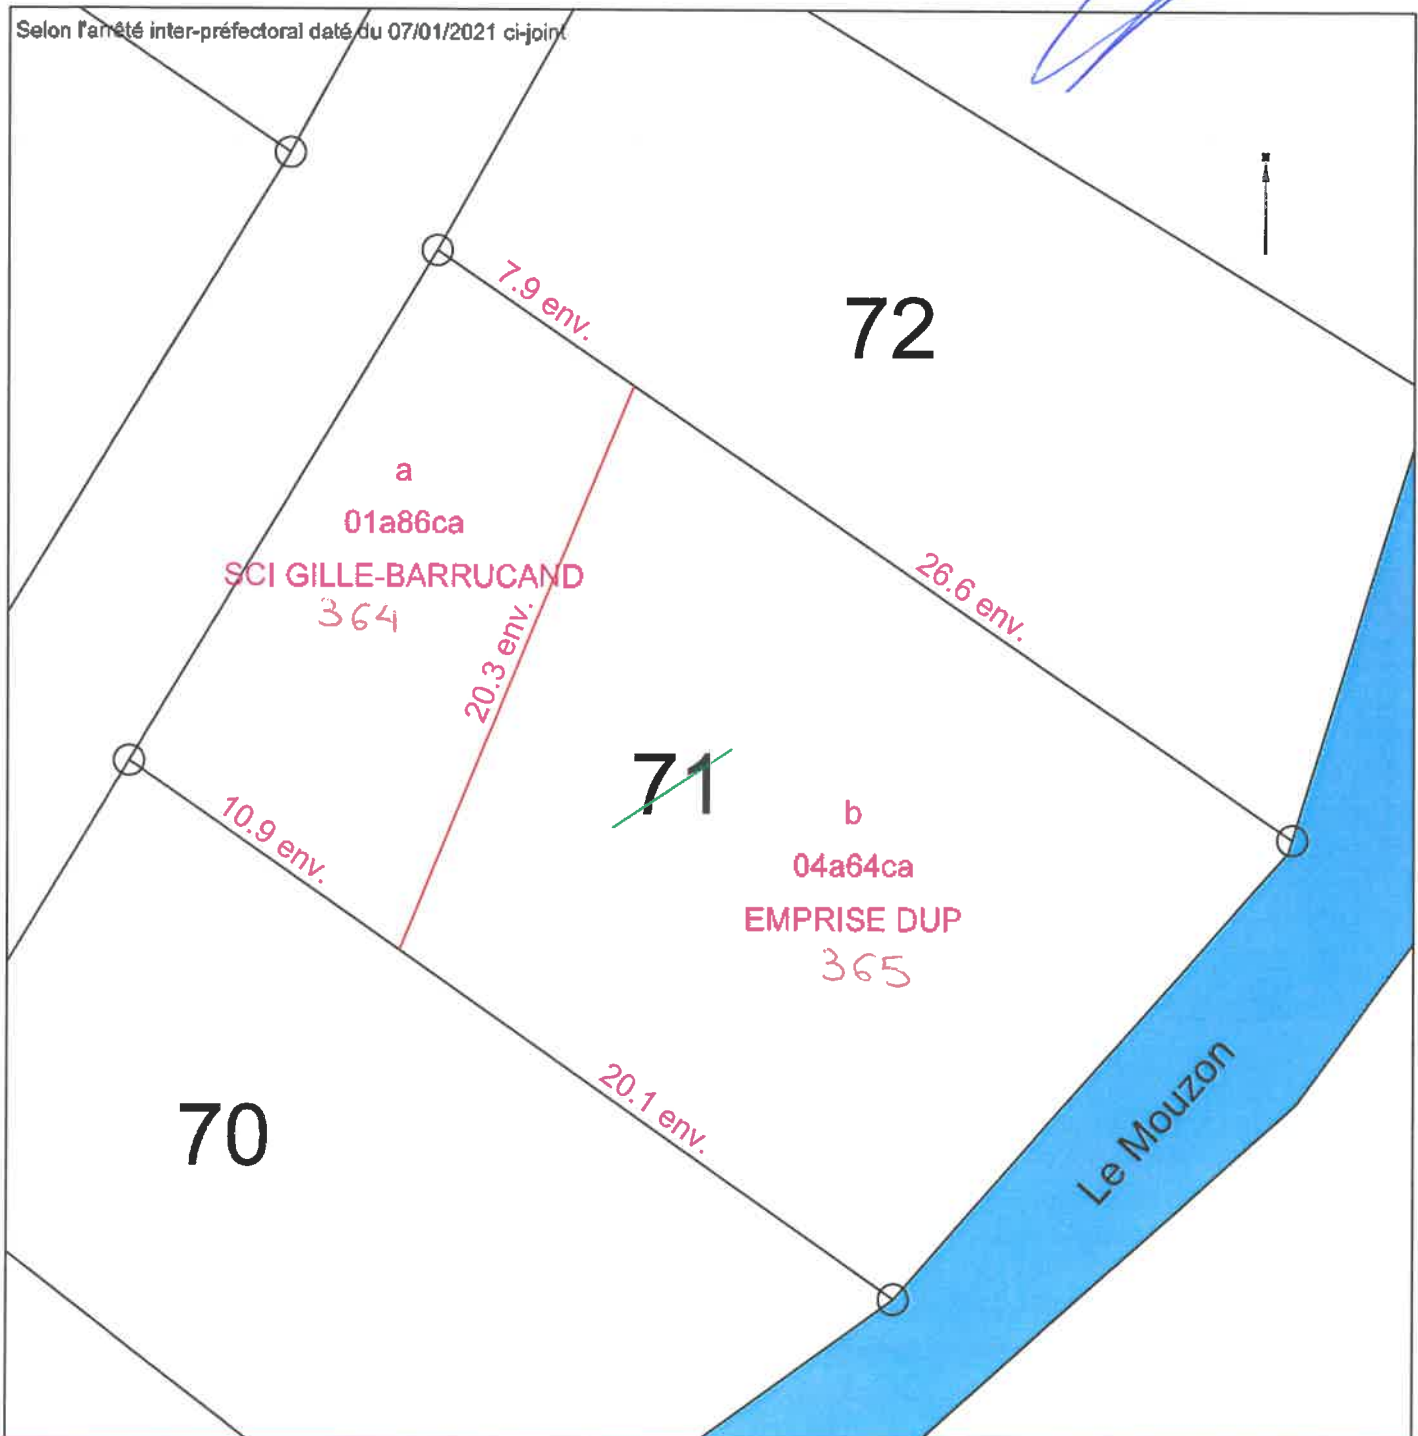 Selon l'arrêté inter-préfectoral daté du 07/01/2021 ci-joint
7.9 env.
72
a
01a86ca
SCI GILLE-BARRUCAND
364
20.3 env.
26.6 env.
71
b
04a64ca
EMPRISE DUP
365
10.9 env.
20.1 env.
70
Le Mouzon